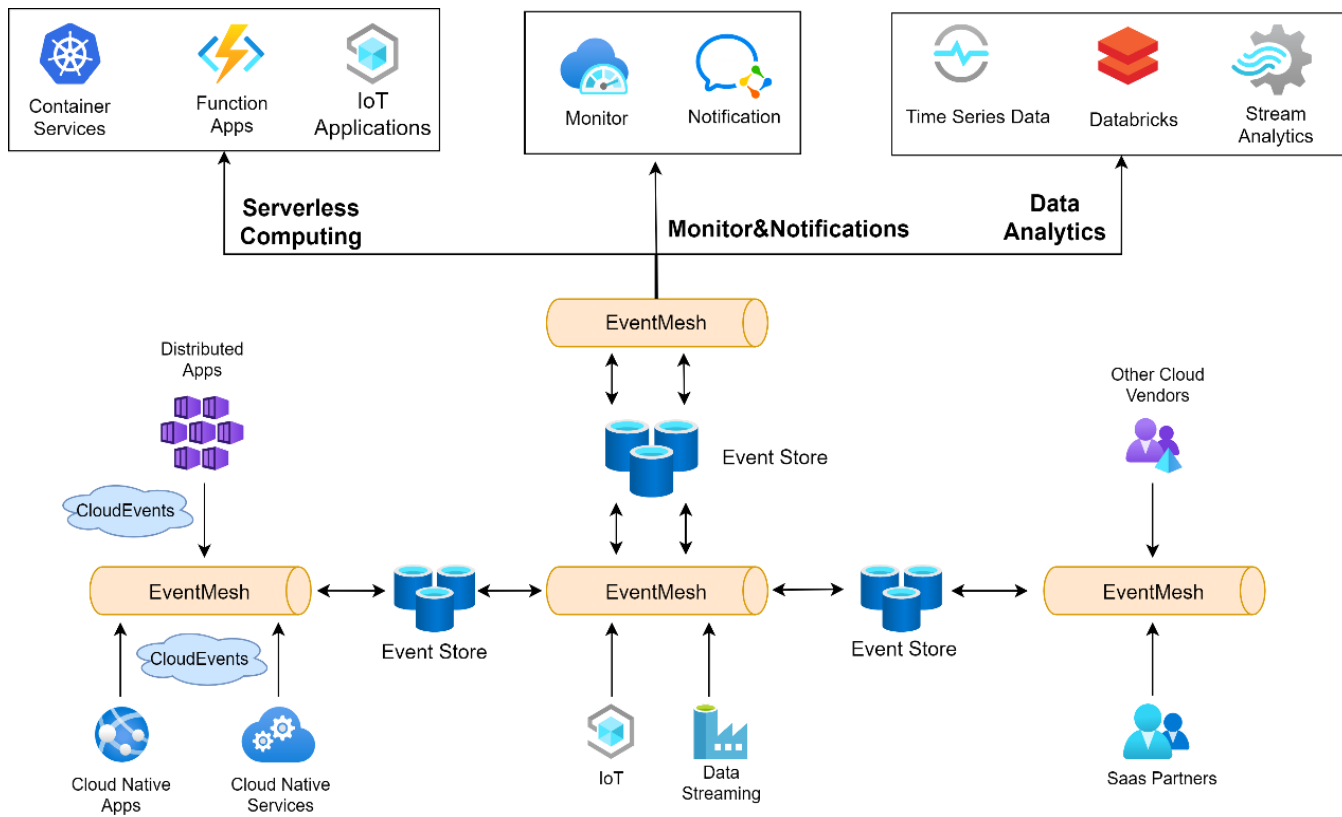 Container
Services
Function
Apps
IoT
Applications
Monitor
Notification
Time Series Data
Databricks
Stream
Analytics
Serverless
Computing
Monitor&Notifications
Data
Analytics
EventMesh
Distributed
Apps
Other Cloud
Vendors
Event Store
CloudEvents
EventMesh
EventMesh
EventMesh
CloudEvents
Event Store
Event Store
Cloud Native
Apps
Cloud Native
Services
IoT
Data
Streaming
Saas Partners